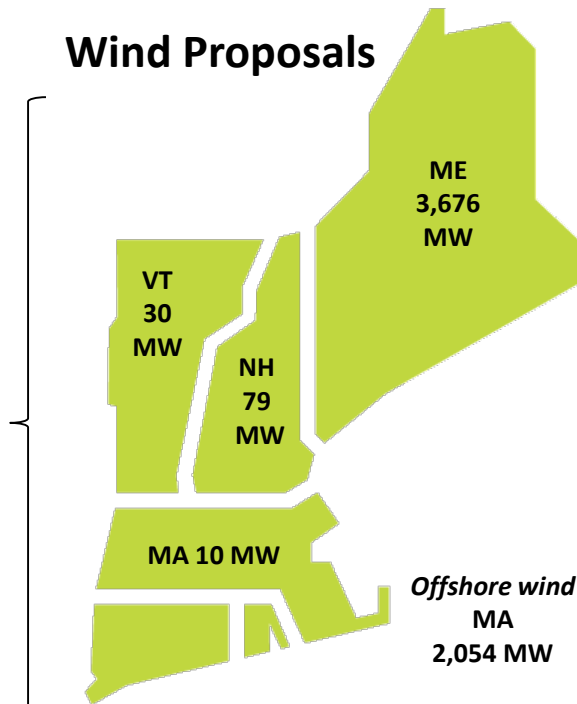 Wind Proposals
ME
3,676
MW
VT
30
MW
NH
79
MW
MA 10 MW
Offshore wind
MA
2,054 MW